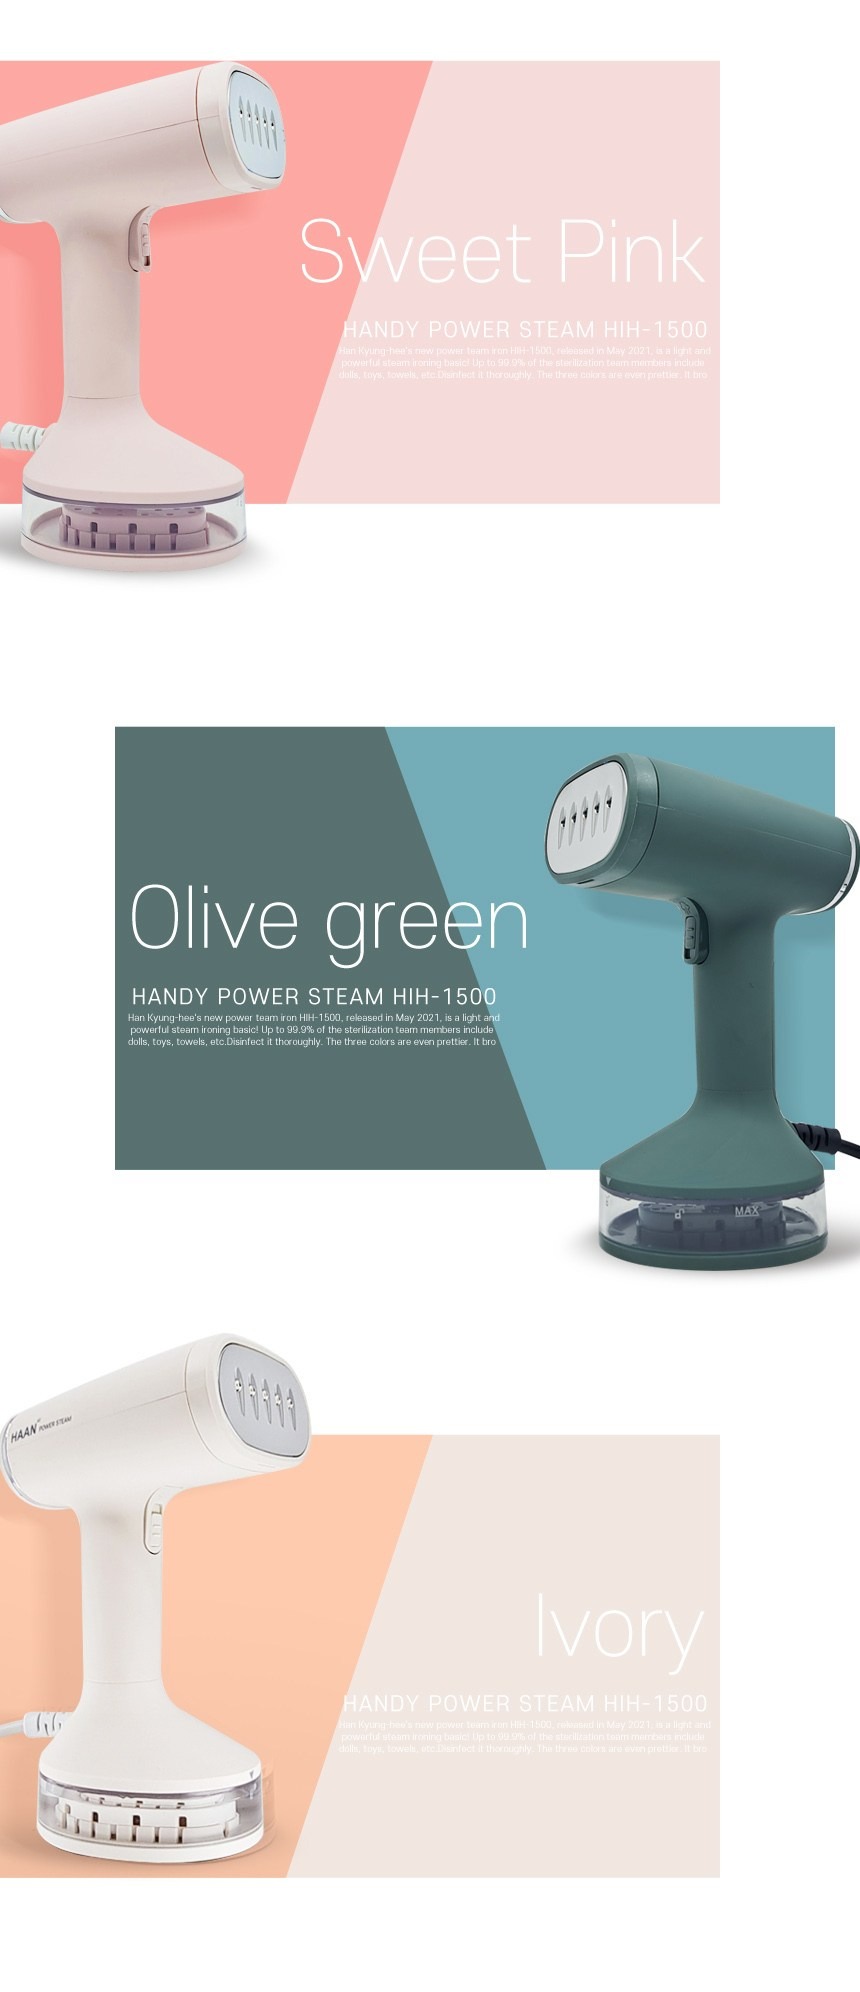 Sweet Pink
HANDY POWER STEAM HIH-1500
Han Kyung-hee's new power team iron HIH-1500, released in May 2021, is a light and
powerful steam ironing basic! Up to 99.9% of the sterilization team members include
dolls, toys, towels, etc.Disinfect it thoroughly. The three colors are even prettier. It bro
Olive green
HANDY POWER STEAM HIH-1500
Han Kyung-hee's new power team iron HIH-1500, released in May 2021, is a light and
powerful steam ironing basic! Up to 99.9% of the sterilization team members include
dolls, toys, towels, etc.Disinfect it thoroughly. The three colors are even prettier. It bro
MAX
HAAN POWER STEAM
Ivory
HANDY POWER STEAM HIH-1500
Han Kyung-hee's new power team iron HIH-1500, released in May 2021, is a light and
powerful steam ironing basic! Up to 99.9% of the sterilization team members include
dolls, toys, towels, etc.Disinfect it thoroughly. The three colors are even prettier. It bro